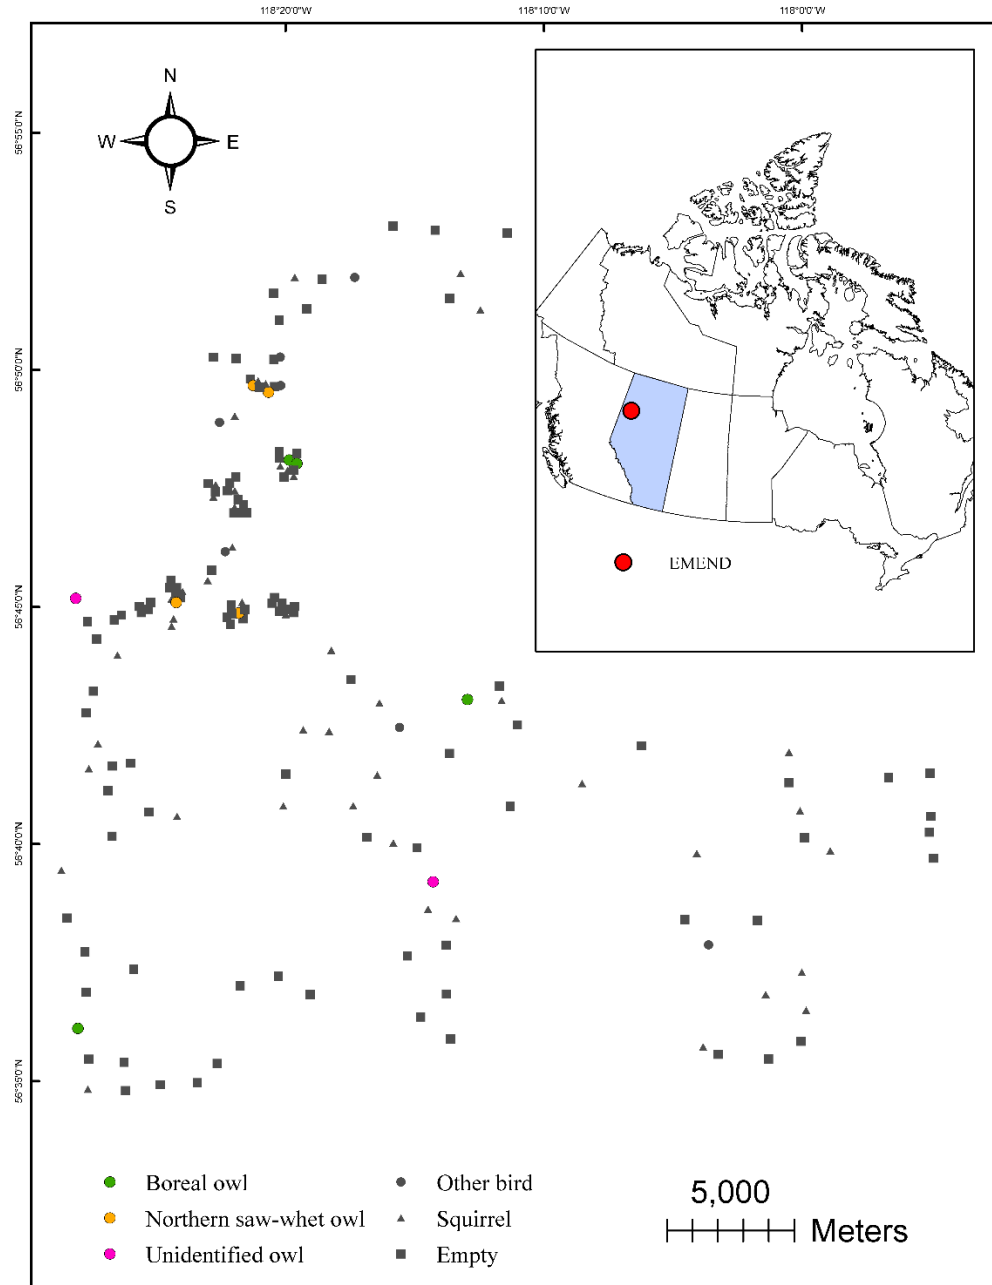 118°20'0"W 118°10'0"W 118°0'0"W
56°55'0"N
N
W E
S
56°50'0"N
EMEND
56°45'0"N
56°40'0"N
56°35'0"N
Boreal owl Other bird
Northern saw-whet owl Squirrel
Unidentified owl Empty
5,000
Meters